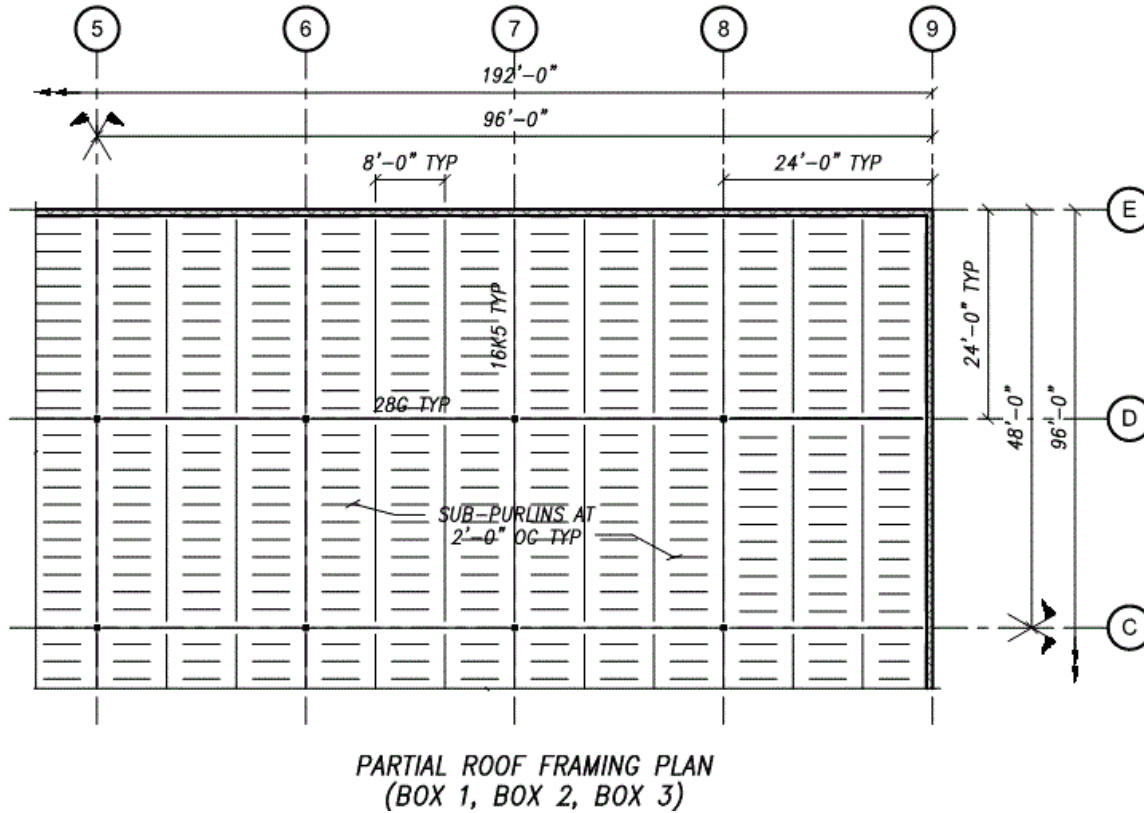 5 6 7 8 9
192'-0"
96'-0"
8'-0" TYP
24'-0" TYP
E
24'-0" TYP
16K5 TYP
28G TYP
D
48'-0"
96'-0"
SUB-PURLINS AT
2'-0" OC TYP
C
PARTIAL ROOF FRAMING PLAN
(BOX 1, BOX 2, BOX 3)